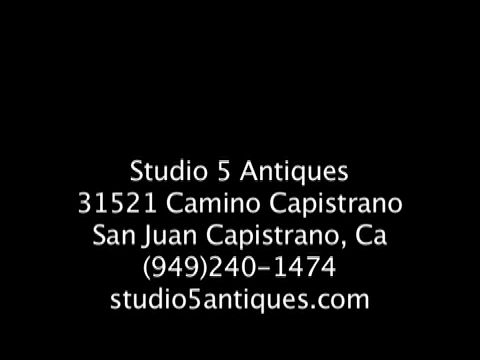 Studio 5 Antiques
31521 Camino Capistrano
San Juan Capistrano, Ca
(949)240-1474
studio5antiques.com